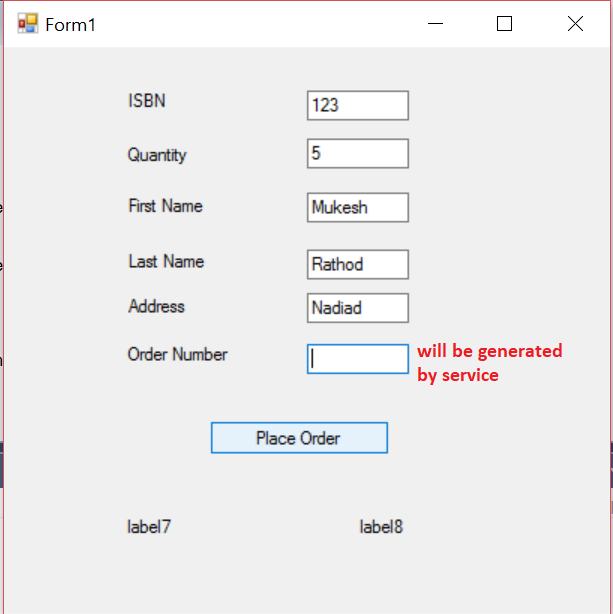 Form1
ISBN 123
Quantity 5
First Name Mukesh
Last Name Rathod
Address Nadiad
Order Number will be generated
by service
Place Order
label7 label8